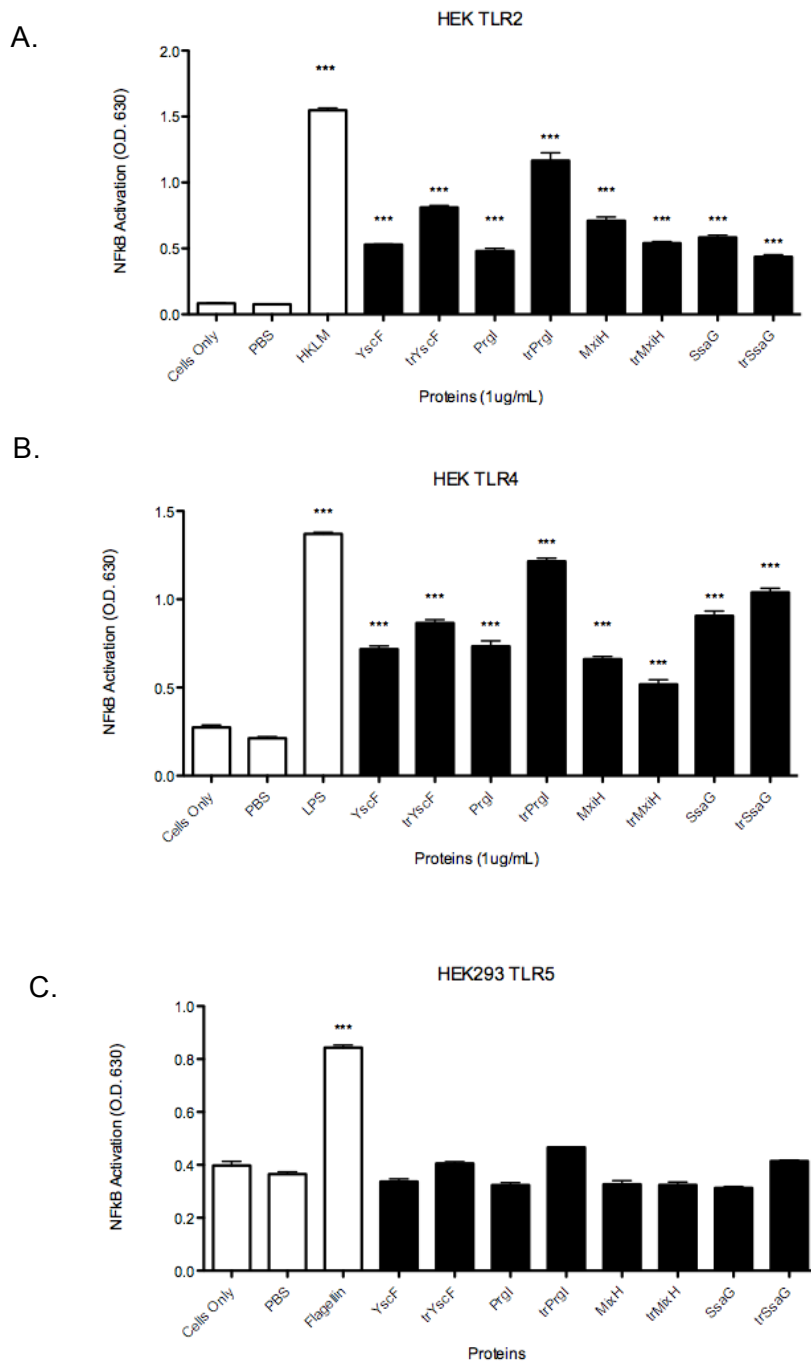 A.
HEK TLR2
NFkB Activation (O.D. 630)
2.0
1.5
1.0
0.5
0.0
***
***
***
***
***
***
***
***
***
Cells Only
PBS
HKLM
YscF
trYscF
PrgI
trPrgI
MxiH
trMxiH
SsaG
trSsaG
Proteins (1ug/mL)
B.
HEK TLR4
NFkB Activation (O.D. 630)
1.5
1.0
0.5
0.0
***
***
***
***
***
***
***
***
***
Cells Only
PBS
LPS
YscF
trYscF
PrgI
trPrgI
MxiH
trMxiH
SsaG
trSsaG
Proteins (1ug/mL)
C.
HEK293 TLR5
NFkB Activation (O.D. 630)
1.0
0.8
0.6
0.4
0.2
0.0
***
Cells Only
PBS
Flagellin
YscF
trYscF
PrgI
trPrgI
MixH
trMixH
SsaG
trSsaG
Proteins